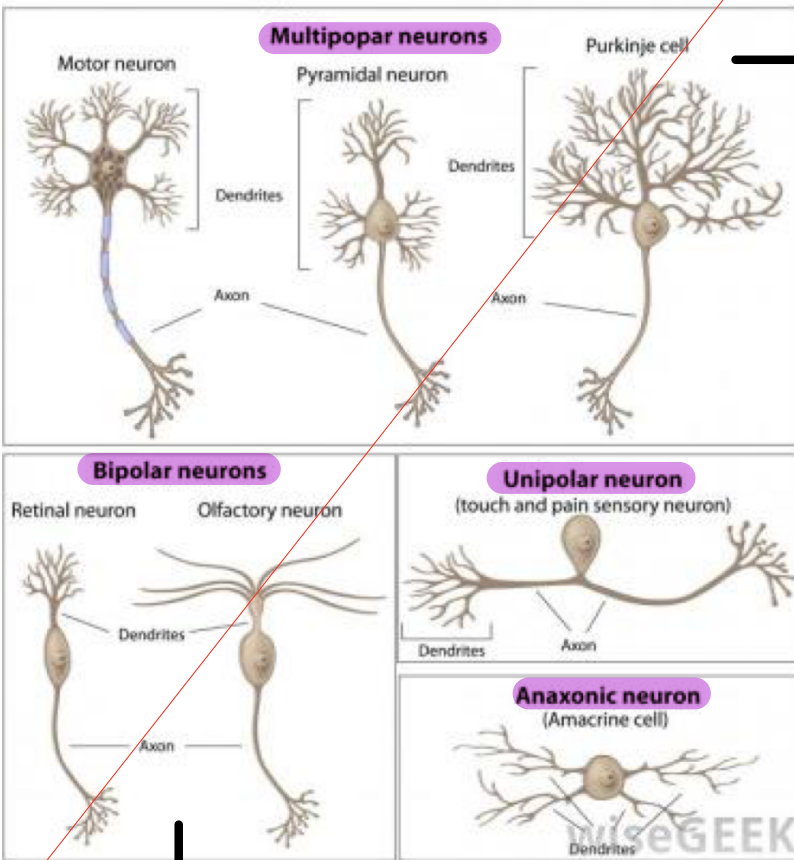 Multipopar neurons
Motor neuron
Pyramidal neuron
Purkinje cell
Dendrites
Dendrites
Axon
Axon
Bipolar neurons
Retinal neuron
Olfactory neuron
Dendrites
Axon
Unipolar neuron
(touch and pain sensory neuron)
Dendrites
Axon
Anaxonic neuron
(Amacrine cell)
Dendrites
wiseGEEK